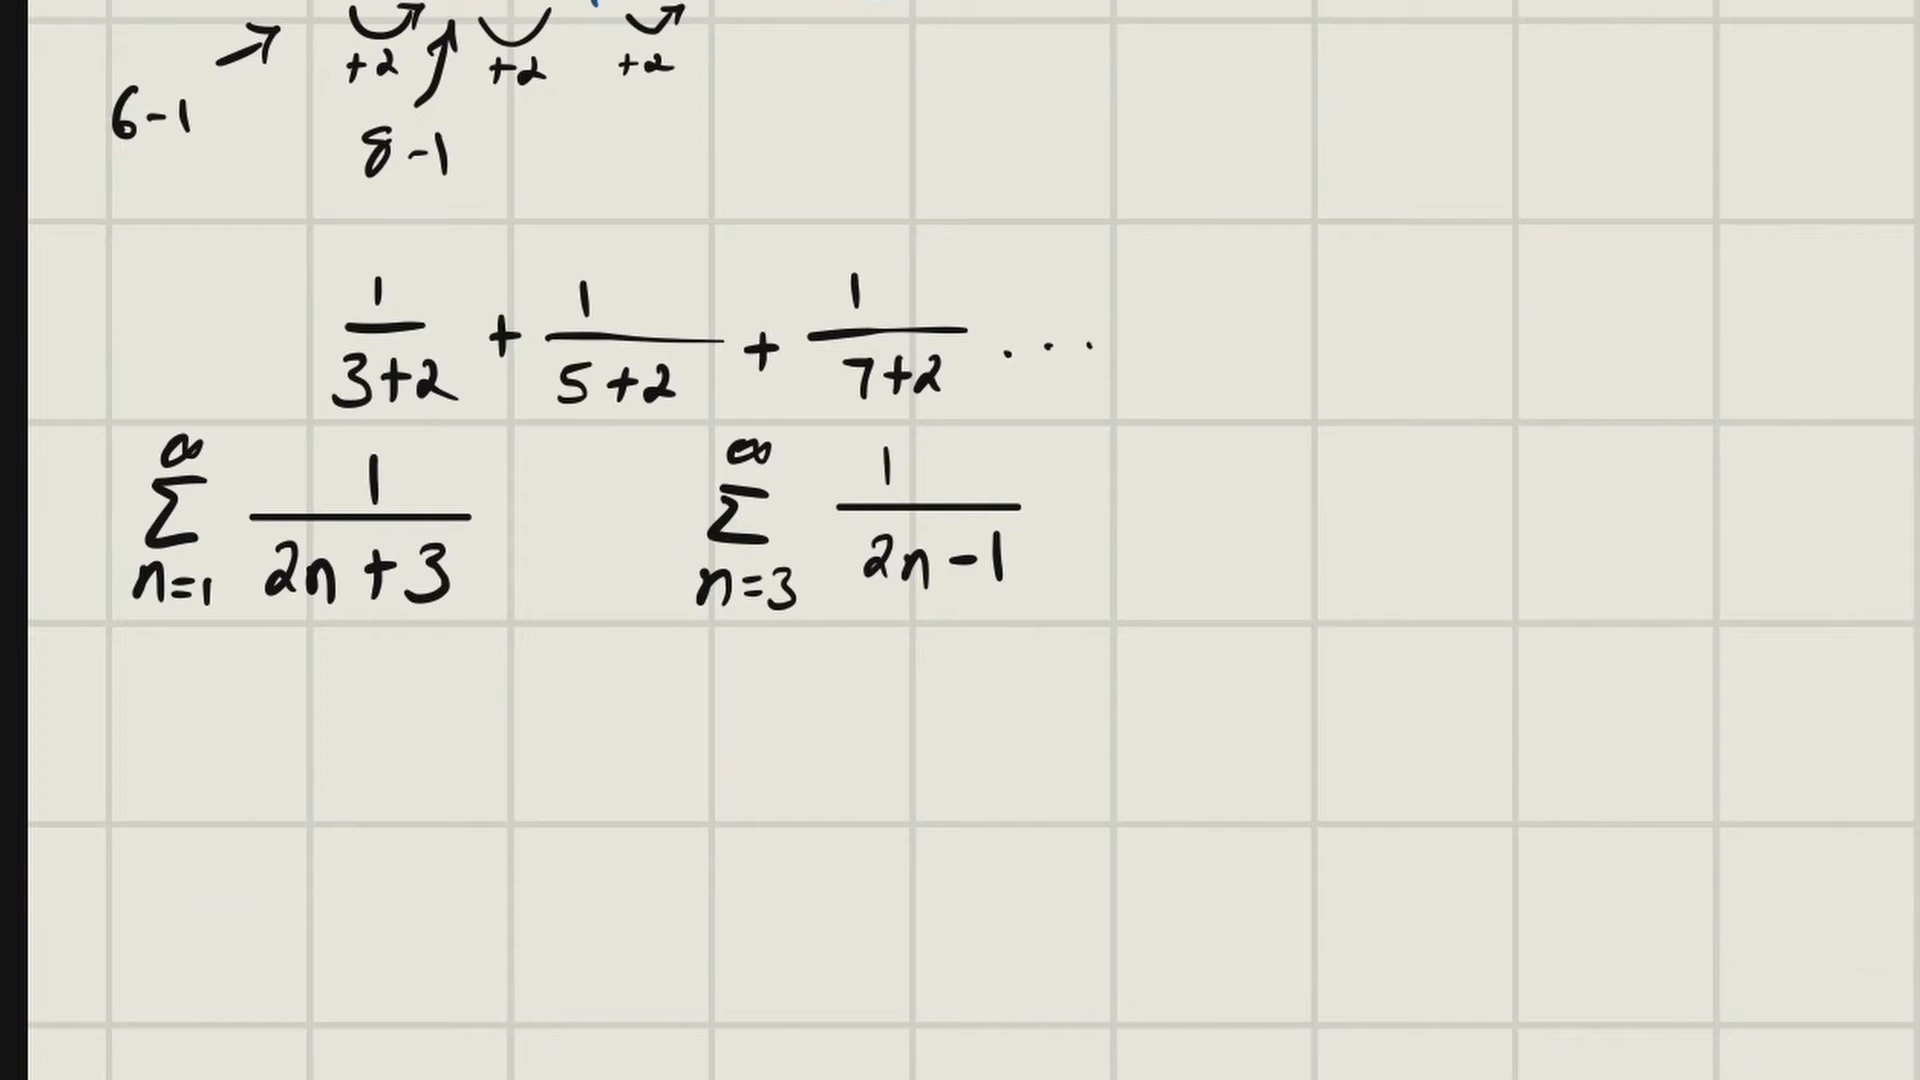 +2 +2 +2
6-1
8-1
1/(3+2) + 1/(5+2) + 1/(7+2) ...
∞∑n=1 1/(2n+3) ∞∑n=3 1/(2n-1)